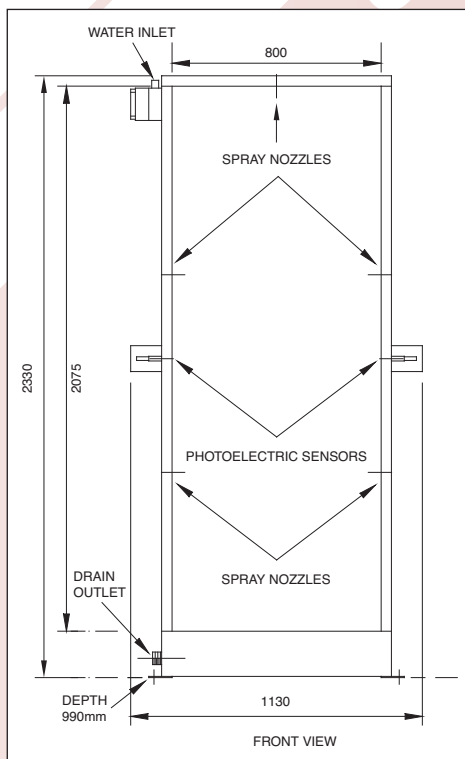 WATER INLET
800
SPRAY NOZZLES
2330
2075
PHOTOELECTRIC SENSORS
SPRAY NOZZLES
DRAIN
OUTLET
DEPTH
990mm
1130
FRONT VIEW